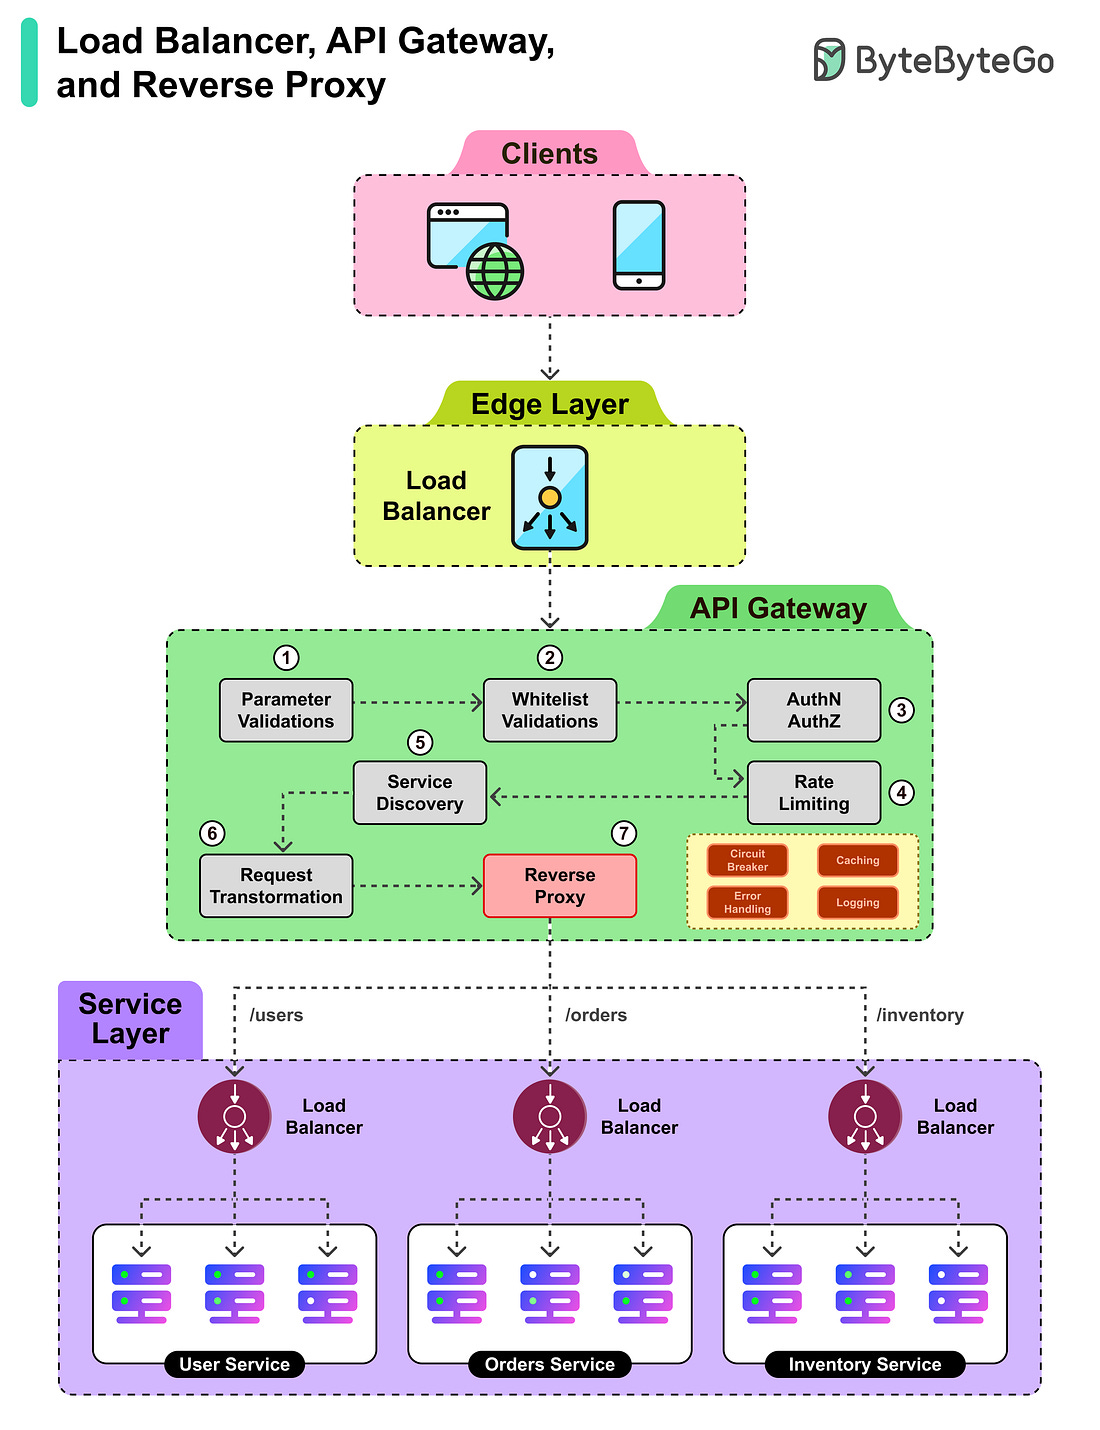 Load Balancer, API Gateway,
and Reverse Proxy
ByteByteGo
Clients
Edge Layer
Load
Balancer
API Gateway
1
Parameter
Validations
2
Whitelist
Validations
AuthN
AuthZ
3
5
Service
Discovery
Rate
Limiting
4
6
Request
Transtormation
7
Reverse
Proxy
Circuit
Breaker
Caching
Error
Handling
Logging
Service
Layer
/users
/orders
/inventory
Load
Balancer
Load
Balancer
Load
Balancer
User Service
Orders Service
Inventory Service